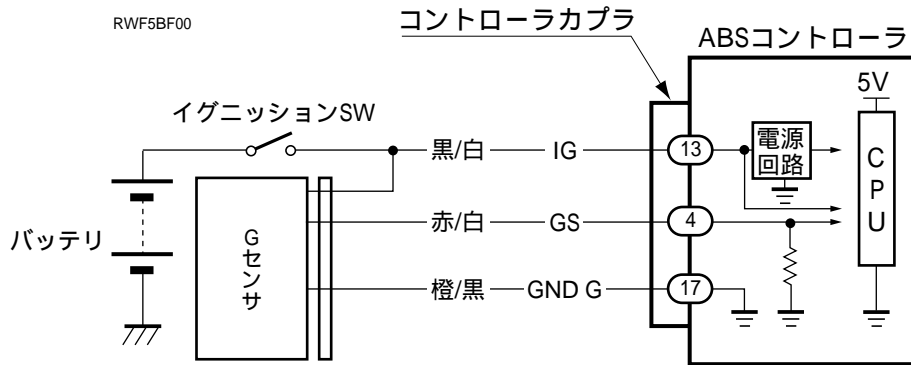 RWF5BF00
コントローラカプラ
ABSコントローラ
イグニッションSW
5V
黒/白 IG 13
電源
回路
CPU
赤/白 GS 4
バッテリ
Gセンサ
橙/黒 GND G 17